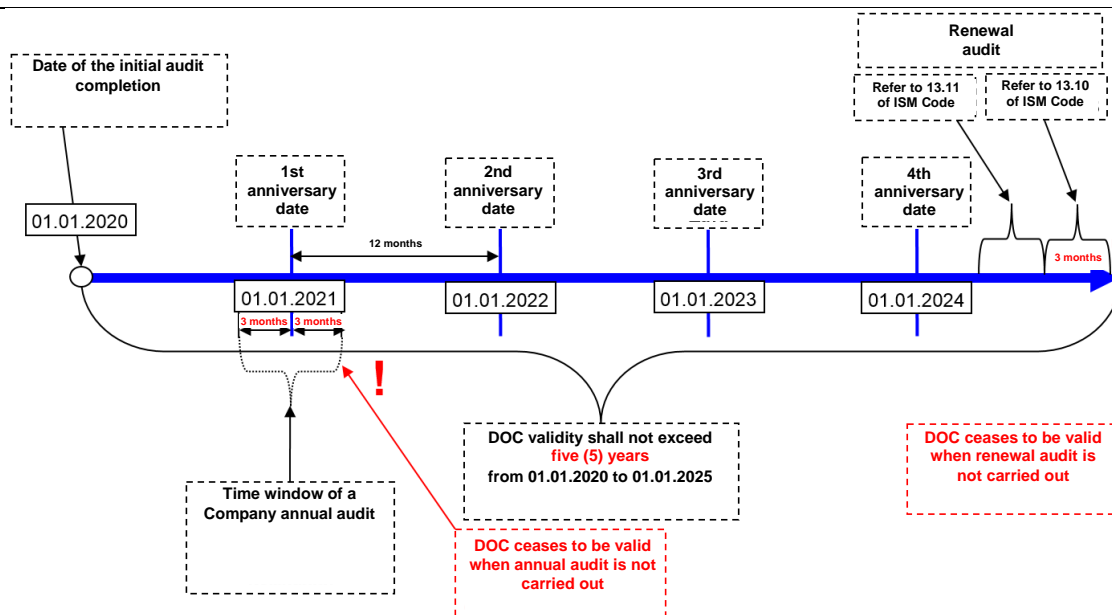 Date of the initial audit
completion
Renewal
audit
Refer to 13.11
of ISM Code
Refer to 13.10
of ISM Code
1st
anniversary
date
2nd
anniversary
date
3rd
anniversary
date
4th
anniversary
date
01.01.2020
12 months
3 months
01.01.2021
01.01.2022
01.01.2023
01.01.2024
3 months
3 months
!
DOC validity shall not exceed
five (5) years
from 01.01.2020 to 01.01.2025
DOC ceases to be valid
when renewal audit is
not carried out
Time window of a
Company annual audit
DOC ceases to be valid
when annual audit is not
carried out